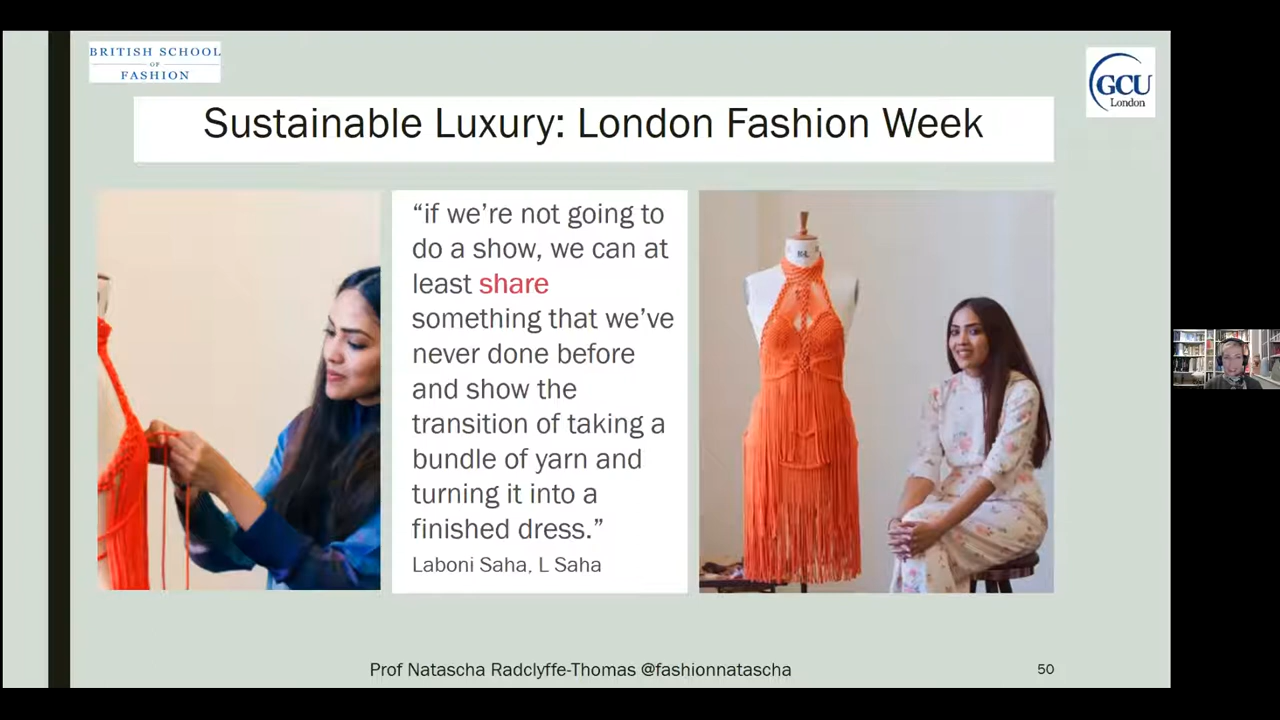 BRITISH SCHOOL
OF
FASHION
GCU
London
Sustainable Luxury: London Fashion Week
“if we’re not going to
do a show, we can at
least share
something that we’ve
never done before
and show the
transition of taking a
bundle of yarn and
turning it into a
finished dress.”
Laboni Saha, L Saha
Prof Natascha Radclyffe-Thomas @fashionnatascha
50